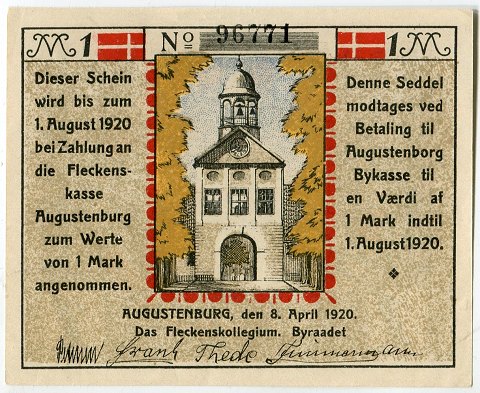 M 1
No 96771
1 M
Dieser Schein
wird bis zum
1. August 1920
bei Zahlung an
die Fleckens-
kasse
Augustenburg
zum Werte
von 1 Mark
angenommen.
Denne Seddel
modtages ved
Betaling til
Augustenborg
Bykasse til
en Værdi af
1 Mark indtil
1. August 1920.
AUGUSTENBURG, den 8. April 1920.
Das Fleckenskollegium. Byraadet
Frank Thede Timmermann